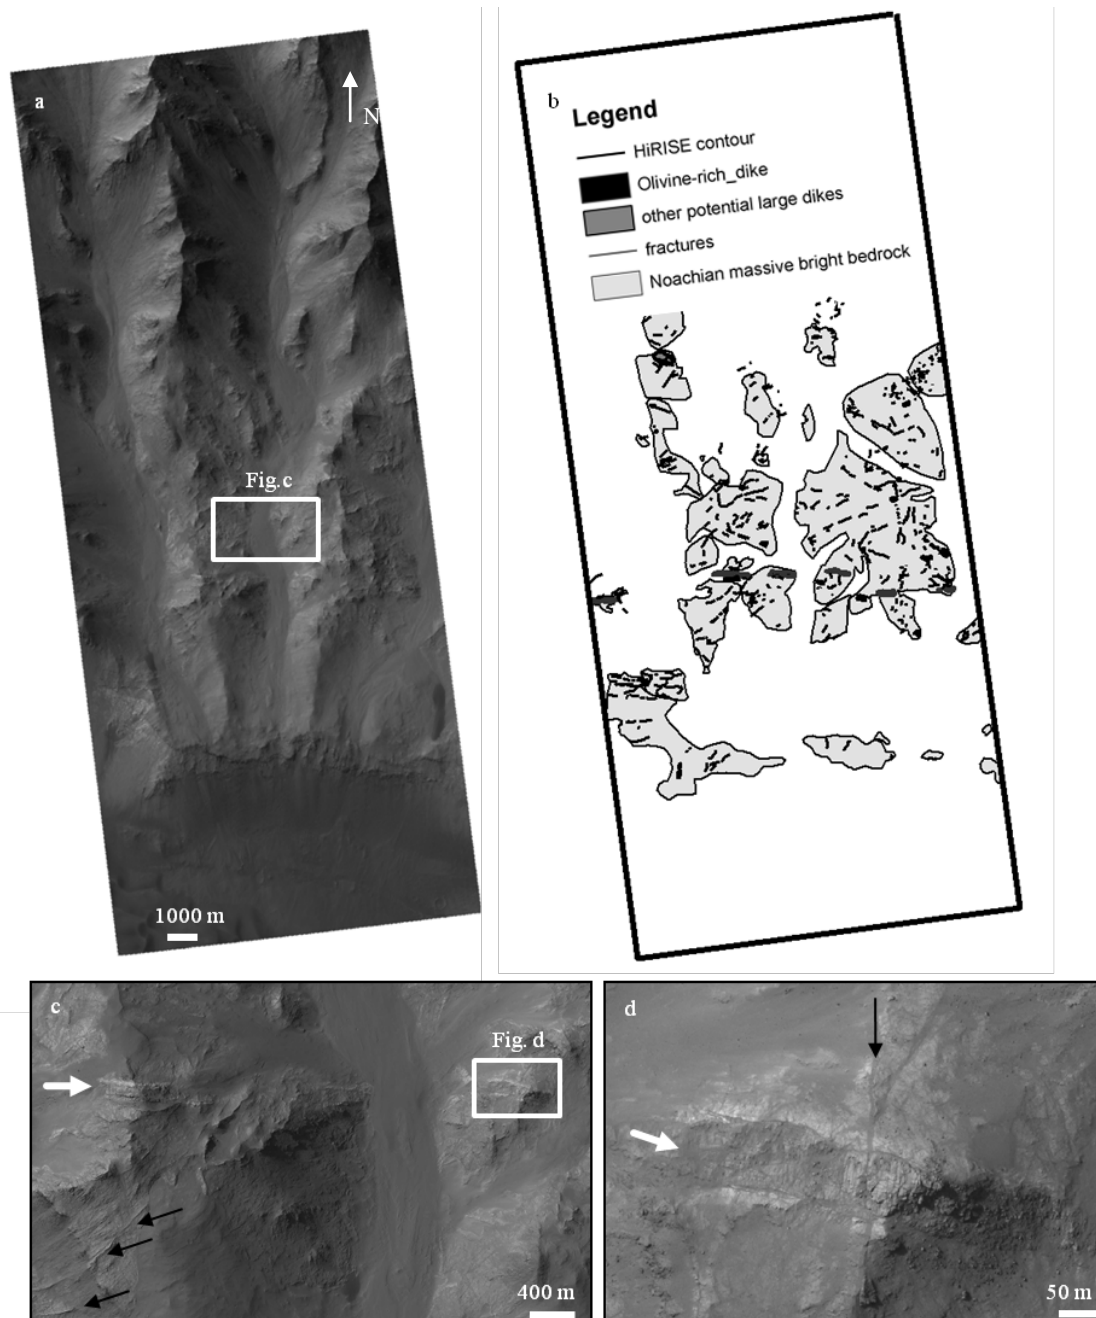 a
N
Fig.c
1000 m
b
Legend
HiRISE contour
Olivine-rich_dike
other potential large dikes
fractures
Noachian massive bright bedrock
c
Fig. d
400 m
d
50 m